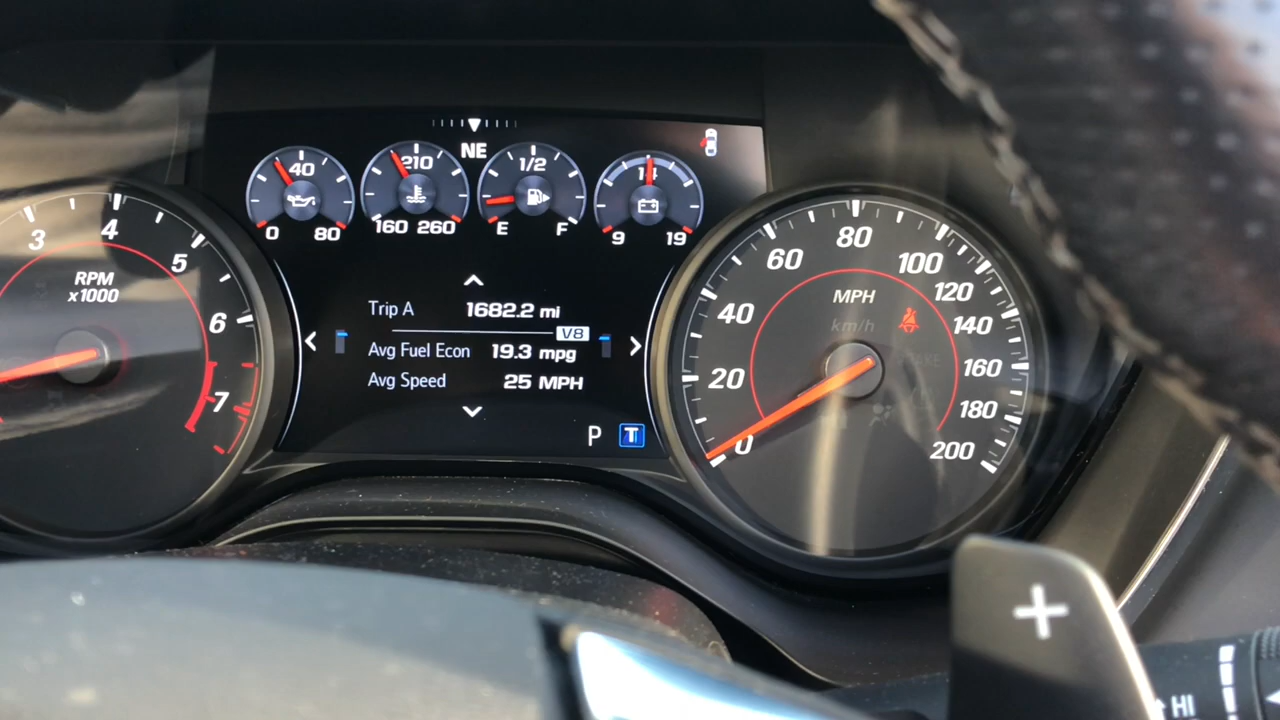 NE
40
0 80
210
160 260
1/2
E F
14
9 19
3
4
5
6
7
RPM
x1000
Trip A 1682.2 mi
V8
Avg Fuel Econ 19.3 mpg
Avg Speed 25 MPH
P T
0
20
40
60
80
100
120
140
160
180
200
MPH
km/h
+
HI